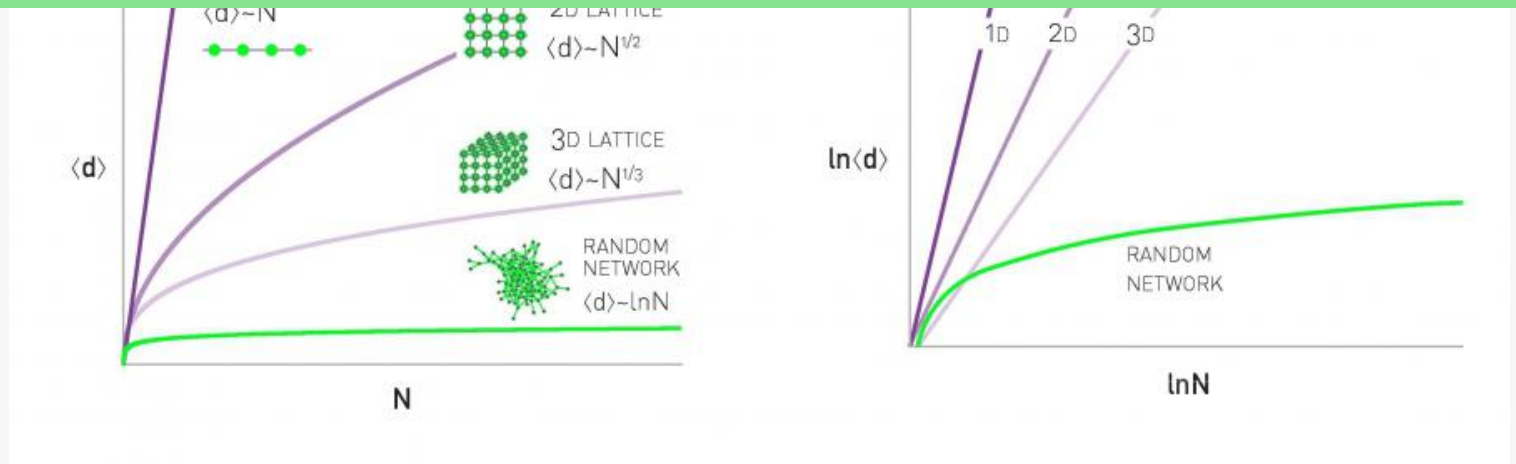 ⟨d⟩~N
2D LATTICE
⟨d⟩~N^1/2
3D LATTICE
⟨d⟩~N^1/3
RANDOM
NETWORK
⟨d⟩~lnN
⟨d⟩
N
1D 2D 3D
ln⟨d⟩
RANDOM
NETWORK
lnN